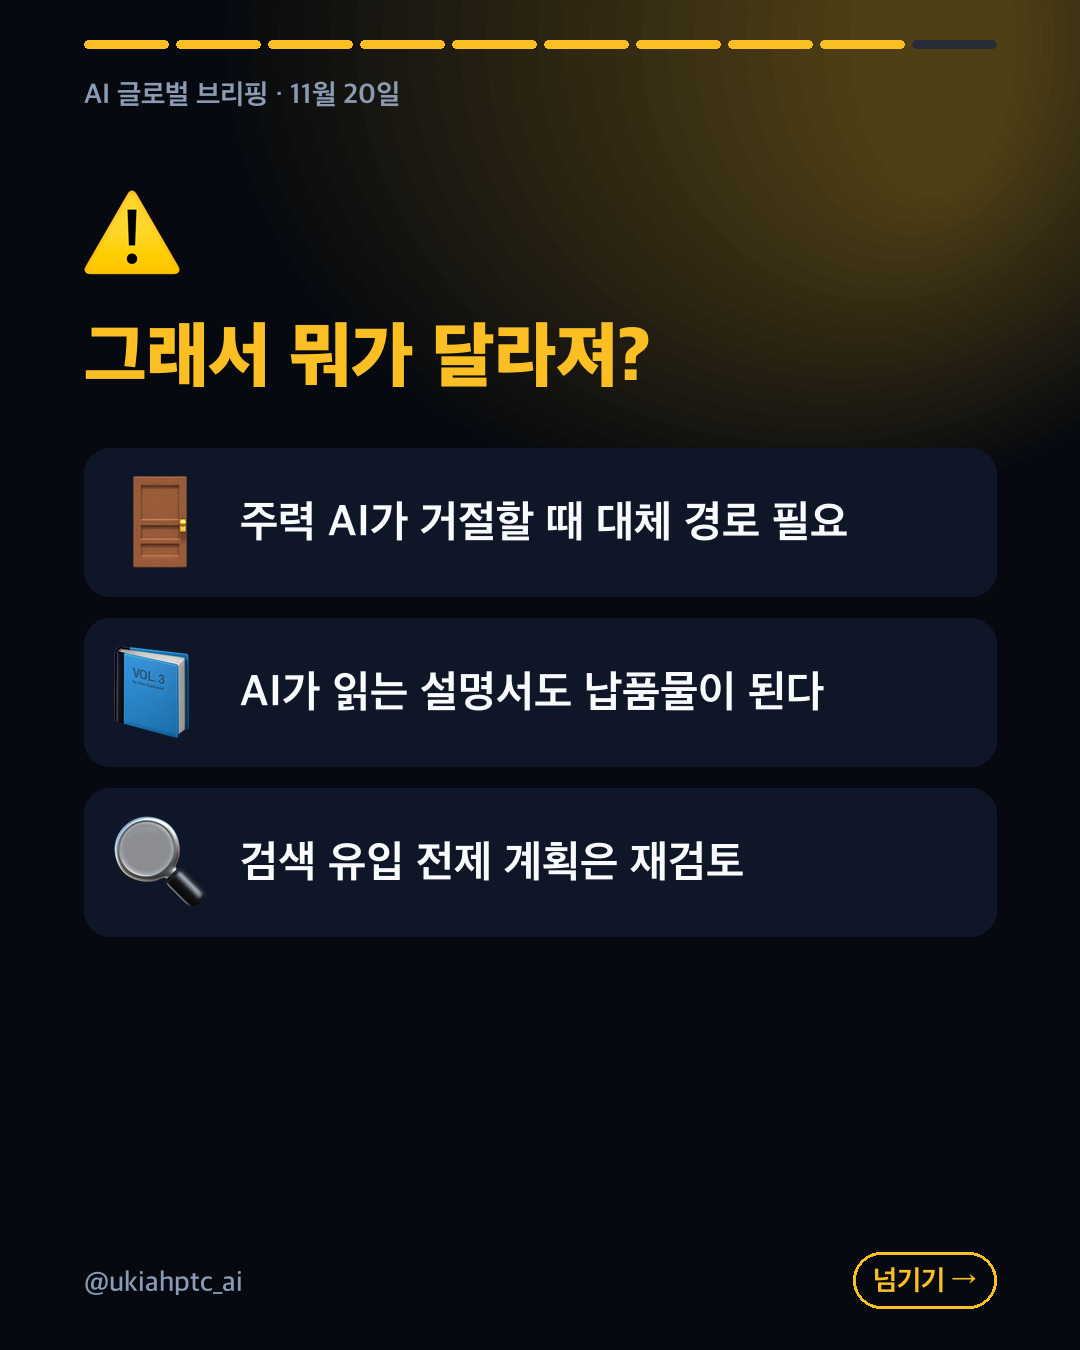 AI 글로벌 브리핑 · 11월 20일
그래서 뭐가 달라져?
주력 AI가 거절할 때 대체 경로 필요
VOL. 3
AI가 읽는 설명서도 납품물이 된다
검색 유입 전제 계획은 재검토
@ukiahptc_ai
넘기기 →